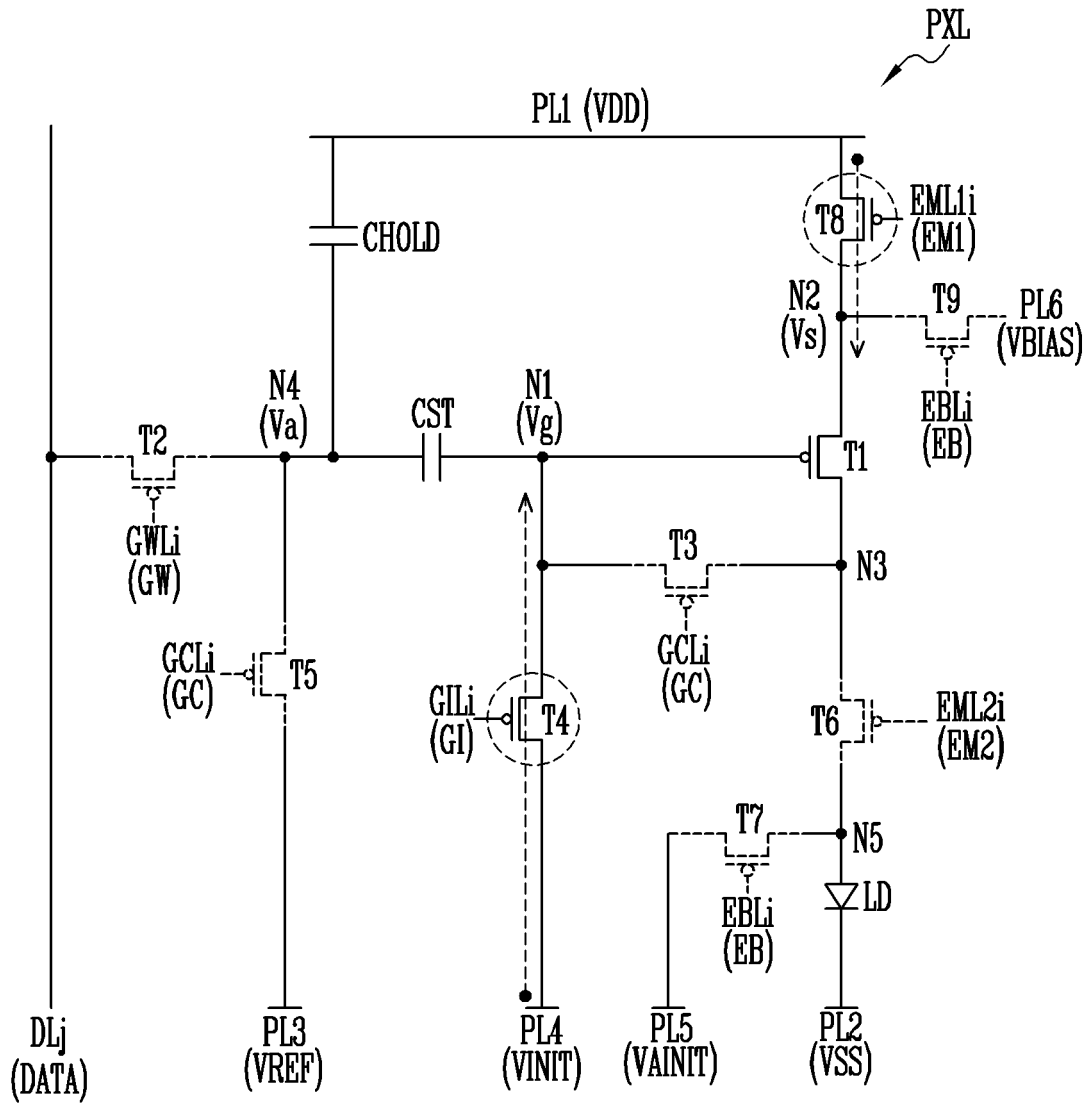 PXL
PL1 (VDD)
CHOLD
T8
EML1i
(EM1)
N2
(Vs)
T9
PL6
(VBIAS)
EBLi
(EB)
N4
(Va)
CST
N1
(Vg)
T2
T1
GWLi
(GW)
T3
N3
GCLi
(GC)
T5
GCLi
(GC)
GILi
(GI)
T4
T6
EML2i
(EM2)
T7
N5
EBLi
(EB)
LD
DLj
(DATA)
PL3
(VREF)
PL4
(VINIT)
PL5
(VAINIT)
PL2
(VSS)